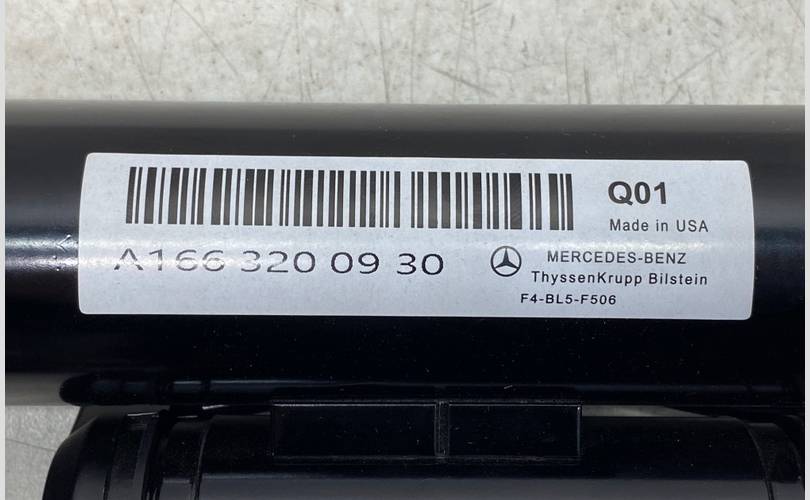 Q01
Made in USA
A166 320 09 30
MERCEDES-BENZ
ThyssenKrupp Bilstein
F4-BL5-F506